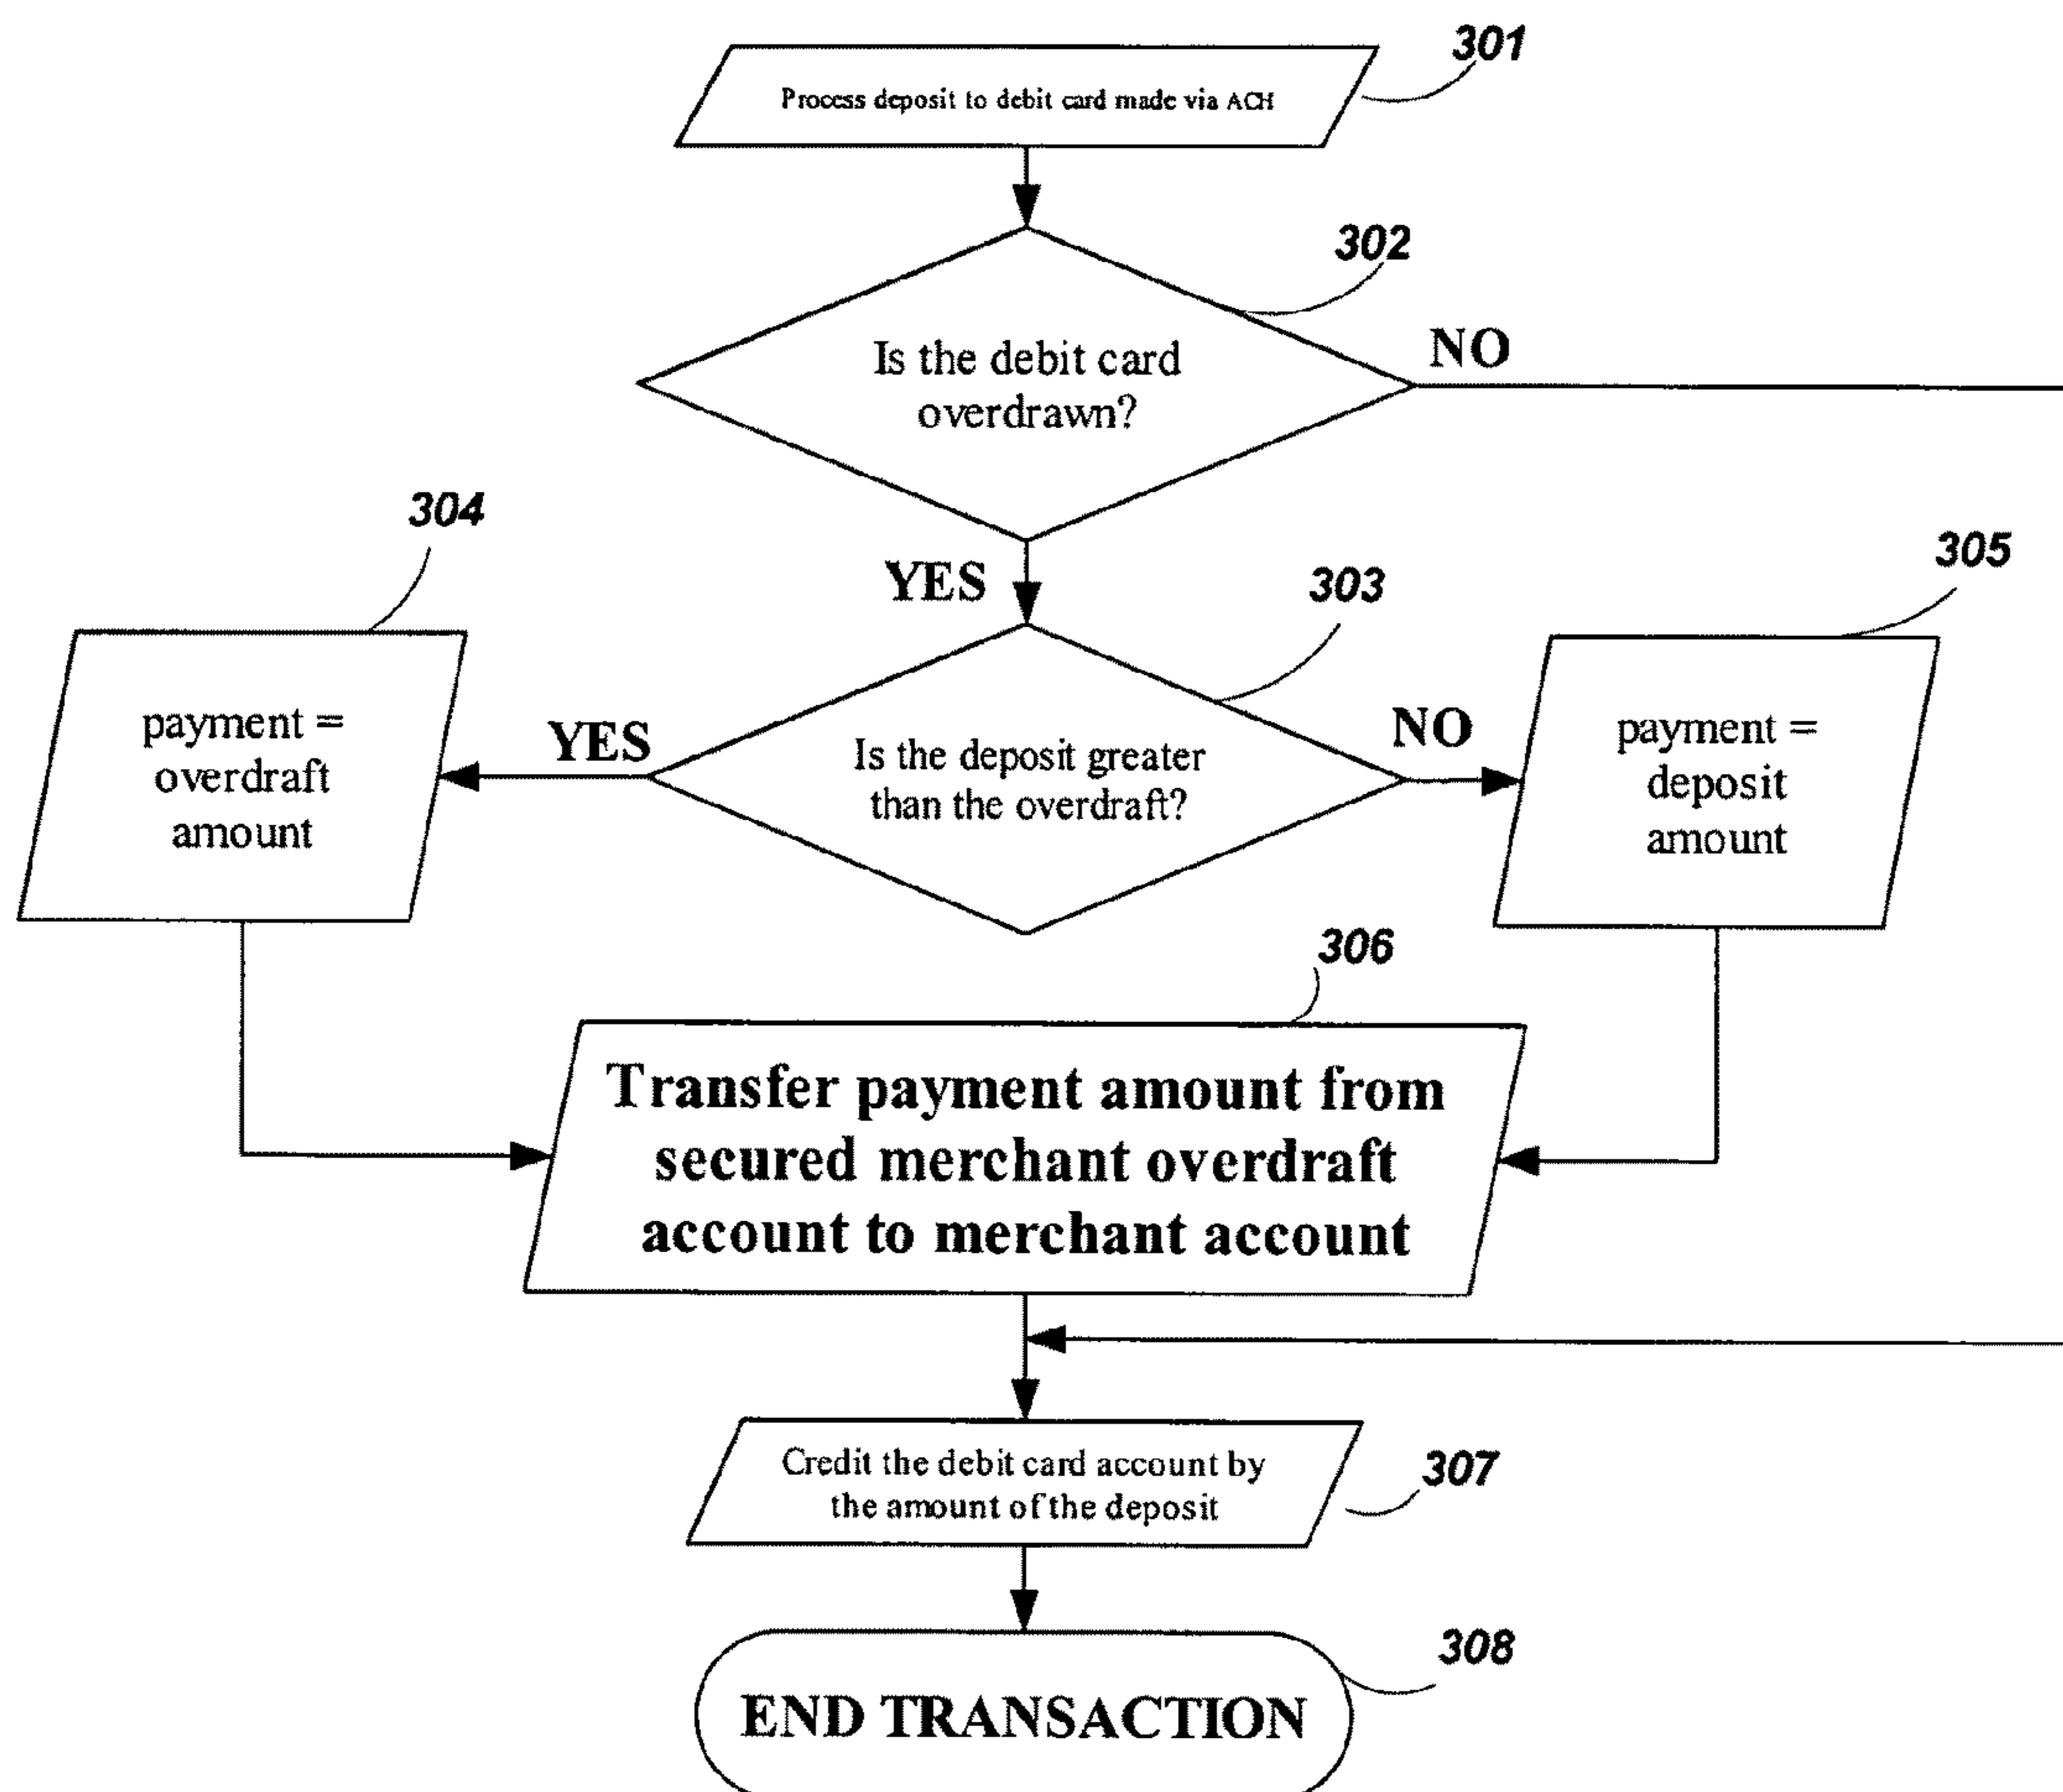 301
Process deposit to debit card made via ACH
302
Is the debit card
overdrawn?
NO
YES
303
304
305
payment =
overdraft
amount
YES
Is the deposit greater
than the overdraft?
NO
payment =
deposit
amount
306
Transfer payment amount from
secured merchant overdraft
account to merchant account
307
Credit the debit card account by
the amount of the deposit
308
END TRANSACTION